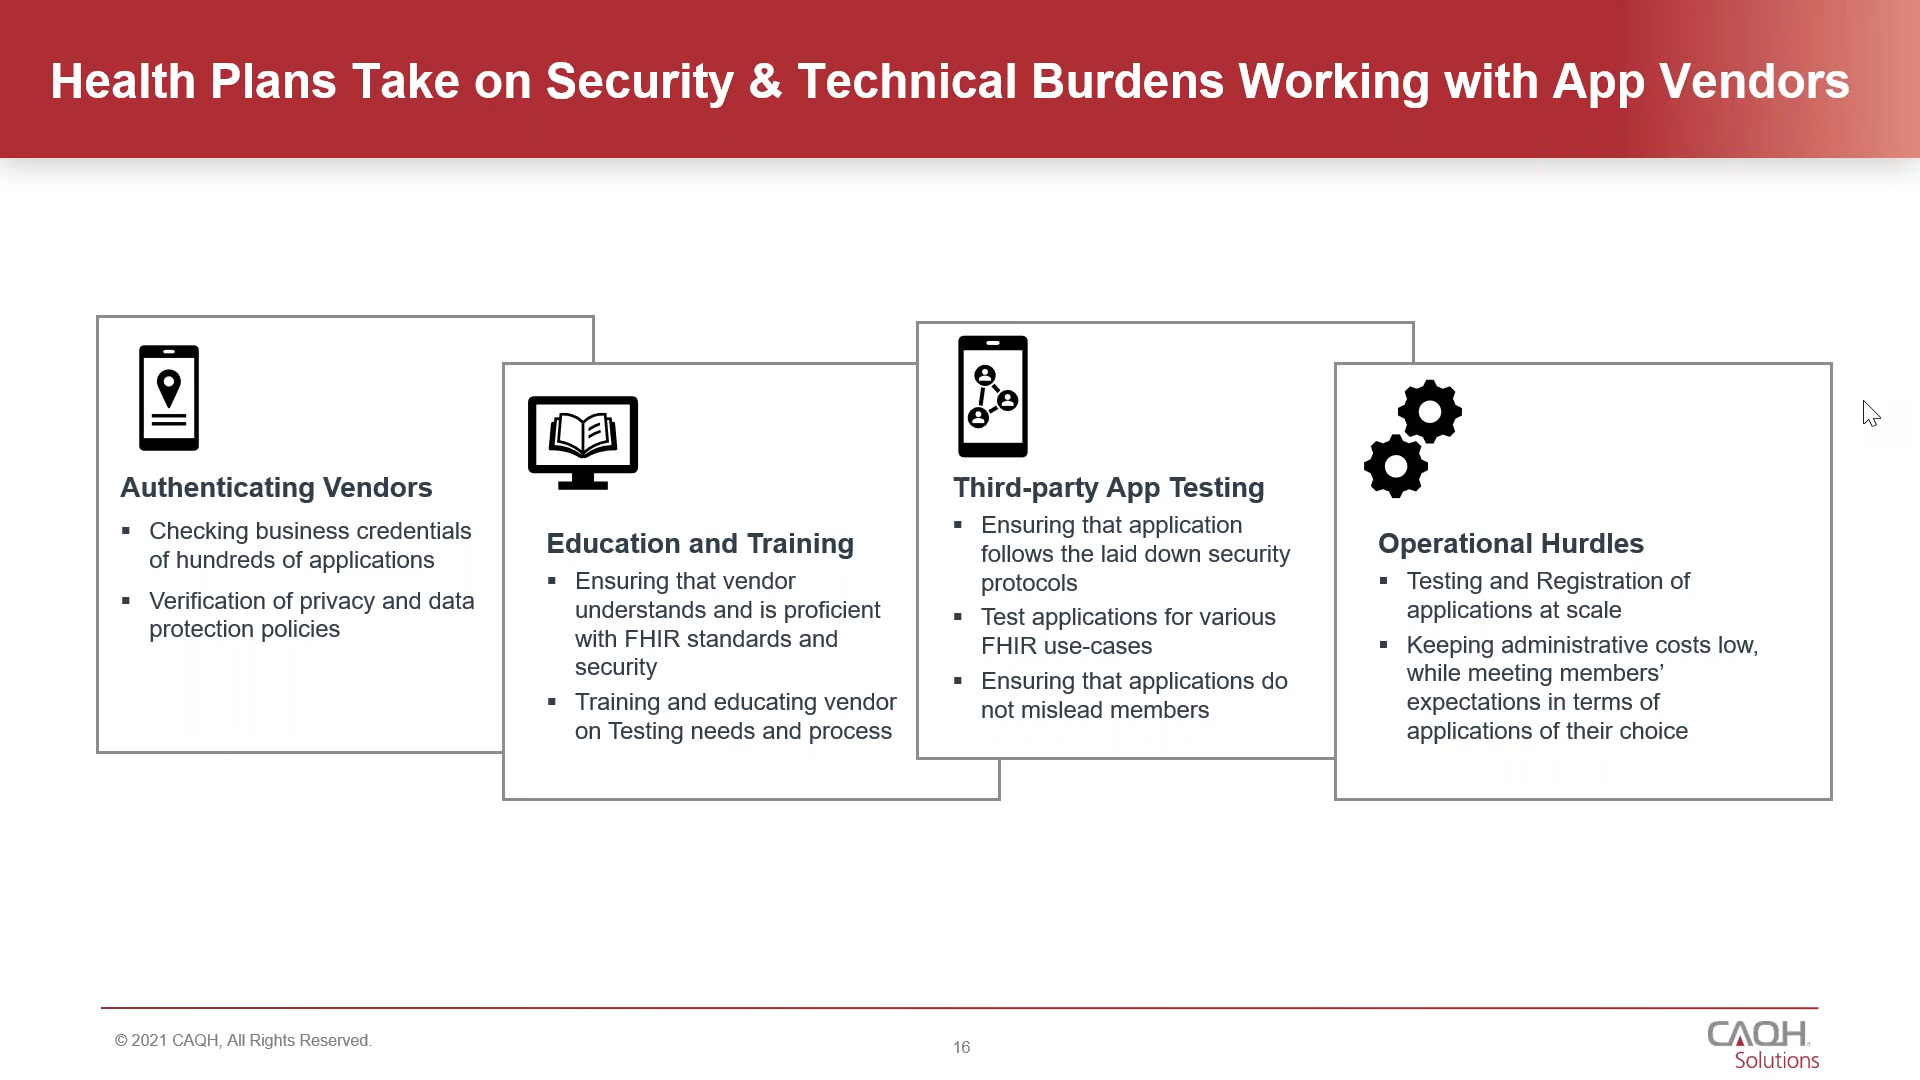 Health Plans Take on Security & Technical Burdens Working with App Vendors
Authenticating Vendors
▪ Checking business credentials
of hundreds of applications
▪ Verification of privacy and data
protection policies
Education and Training
▪ Ensuring that vendor
understands and is proficient
with FHIR standards and
security
▪ Training and educating vendor
on Testing needs and process
Third-party App Testing
▪ Ensuring that application
follows the laid down security
protocols
▪ Test applications for various
FHIR use-cases
▪ Ensuring that applications do
not mislead members
Operational Hurdles
▪ Testing and Registration of
applications at scale
▪ Keeping administrative costs low,
while meeting members’
expectations in terms of
applications of their choice
© 2021 CAQH, All Rights Reserved.
16
CAQH®
Solutions